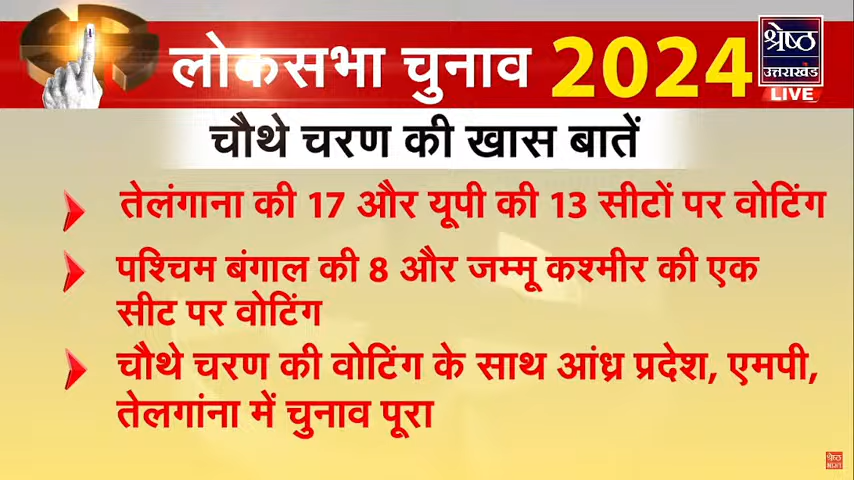 लोकसभा चुनाव 2024
श्रेष्ठ
उत्तराखंड
LIVE
चौथे चरण की खास बातें
तेलंगाना की 17 और यूपी की 13 सीटों पर वोटिंग
पश्चिम बंगाल की 8 और जम्मू कश्मीर की एक
सीट पर वोटिंग
चौथे चरण की वोटिंग के साथ आंध्र प्रदेश, एमपी,
तेलगांना में चुनाव पूरा
श्रेष्ठ
भारत